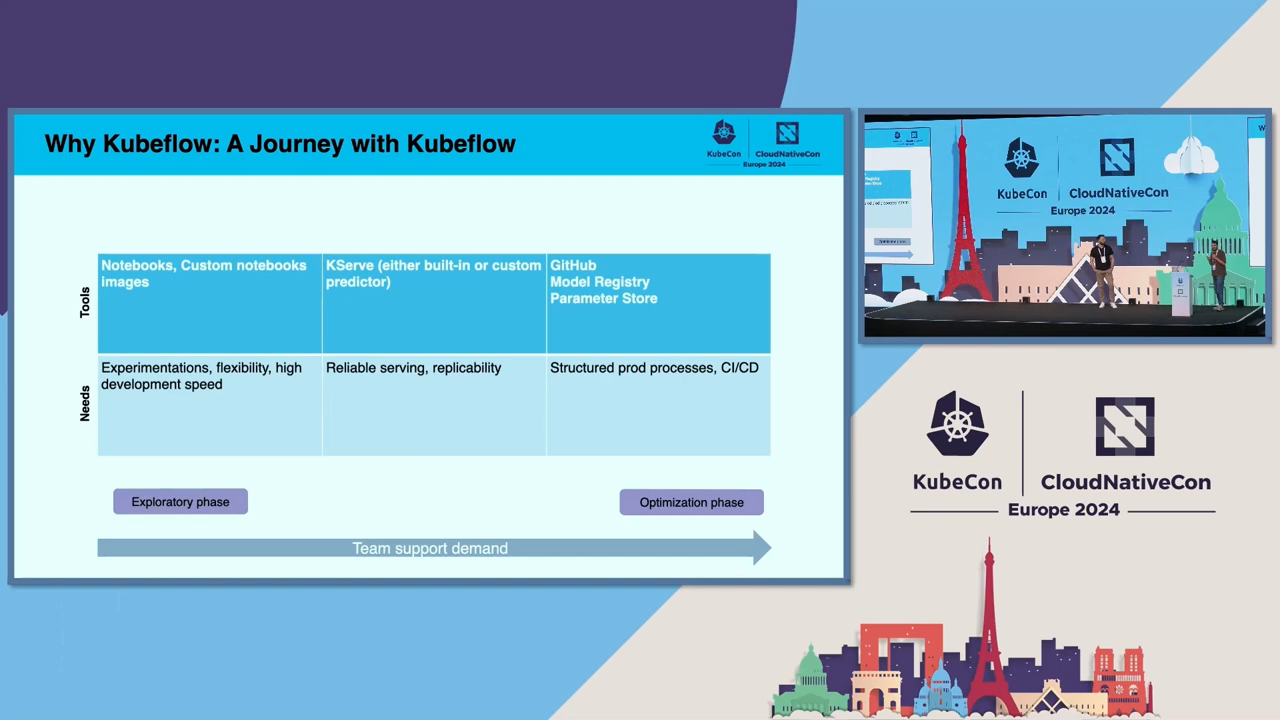 Why Kubeflow: A Journey with Kubeflow
KubeCon
CloudNativeCon
Europe 2024
Tools
Notebooks, Custom notebooks
images
KServe (either built-in or custom
predictor)
GitHub
Model Registry
Parameter Store
Needs
Experimentations, flexibility, high
development speed
Reliable serving, replicability
Structured prod processes, CI/CD
Exploratory phase
Optimization phase
Team support demand
KubeCon
CloudNativeCon
Europe 2024
KubeCon
CloudNativeCon
Europe 2024